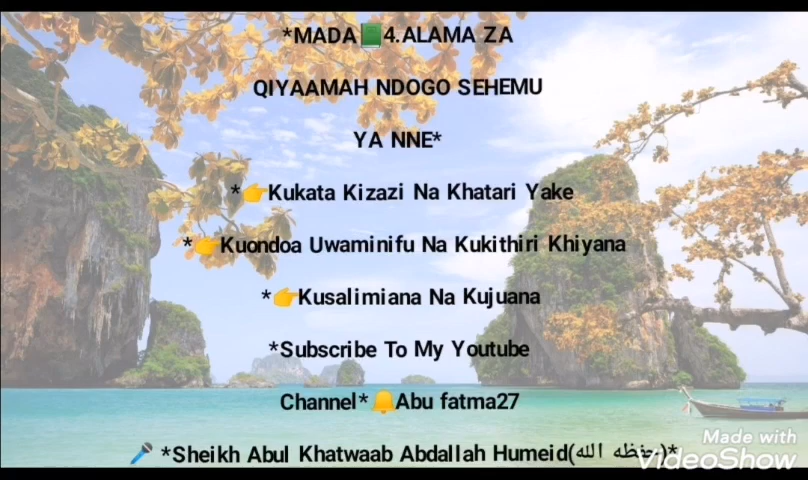 *MADA📗4.ALAMA ZA
QIYAAMAH NDOGO SEHEMU
YA NNE*
*👉Kukata Kizazi Na Khatari Yake
*👉Kuondoa Uwaminifu Na Kukithiri Khiyana
*👉Kusalimiana Na Kujuana
*Subscribe To My Youtube
Channel*🔔Abu fatma27
🎤*Sheikh Abul Khatwaab Abdallah Humeid(حفظه الله)*
Made with
VideoShow